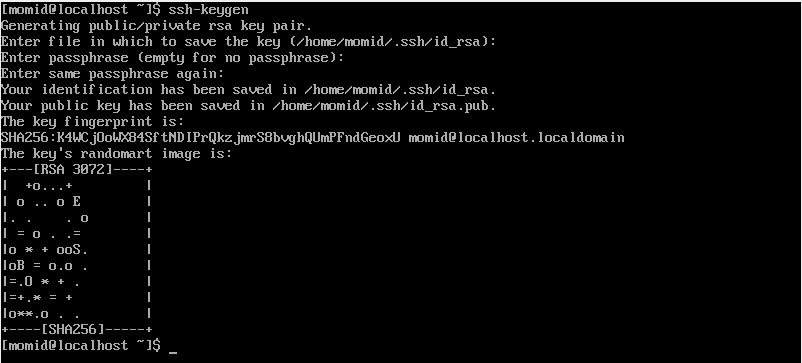 [momid@localhost ~]$ ssh-keygen
Generating public/private rsa key pair.
Enter file in which to save the key (/home/momid/.ssh/id_rsa):
Enter passphrase (empty for no passphrase):
Enter same passphrase again:
Your identification has been saved in /home/momid/.ssh/id_rsa.
Your public key has been saved in /home/momid/.ssh/id_rsa.pub.
The key fingerprint is:
SHA256:K4WCjOoWX84SftNDIPrQkzjmrS8bvghQUmPFndGeoxU momid@localhost.localdomain
The key's randomart image is:
+---[RSA 3072]----+
|   +o...+        |
| o .. o E        |
|. .    . o       |
| = o . .=        |
|o * + ooS.       |
|oB = o.o .       |
|=.O * + .        |
|=+.* = +         |
|o**.o . .        |
+----[SHA256]-----+
[momid@localhost ~]$ _